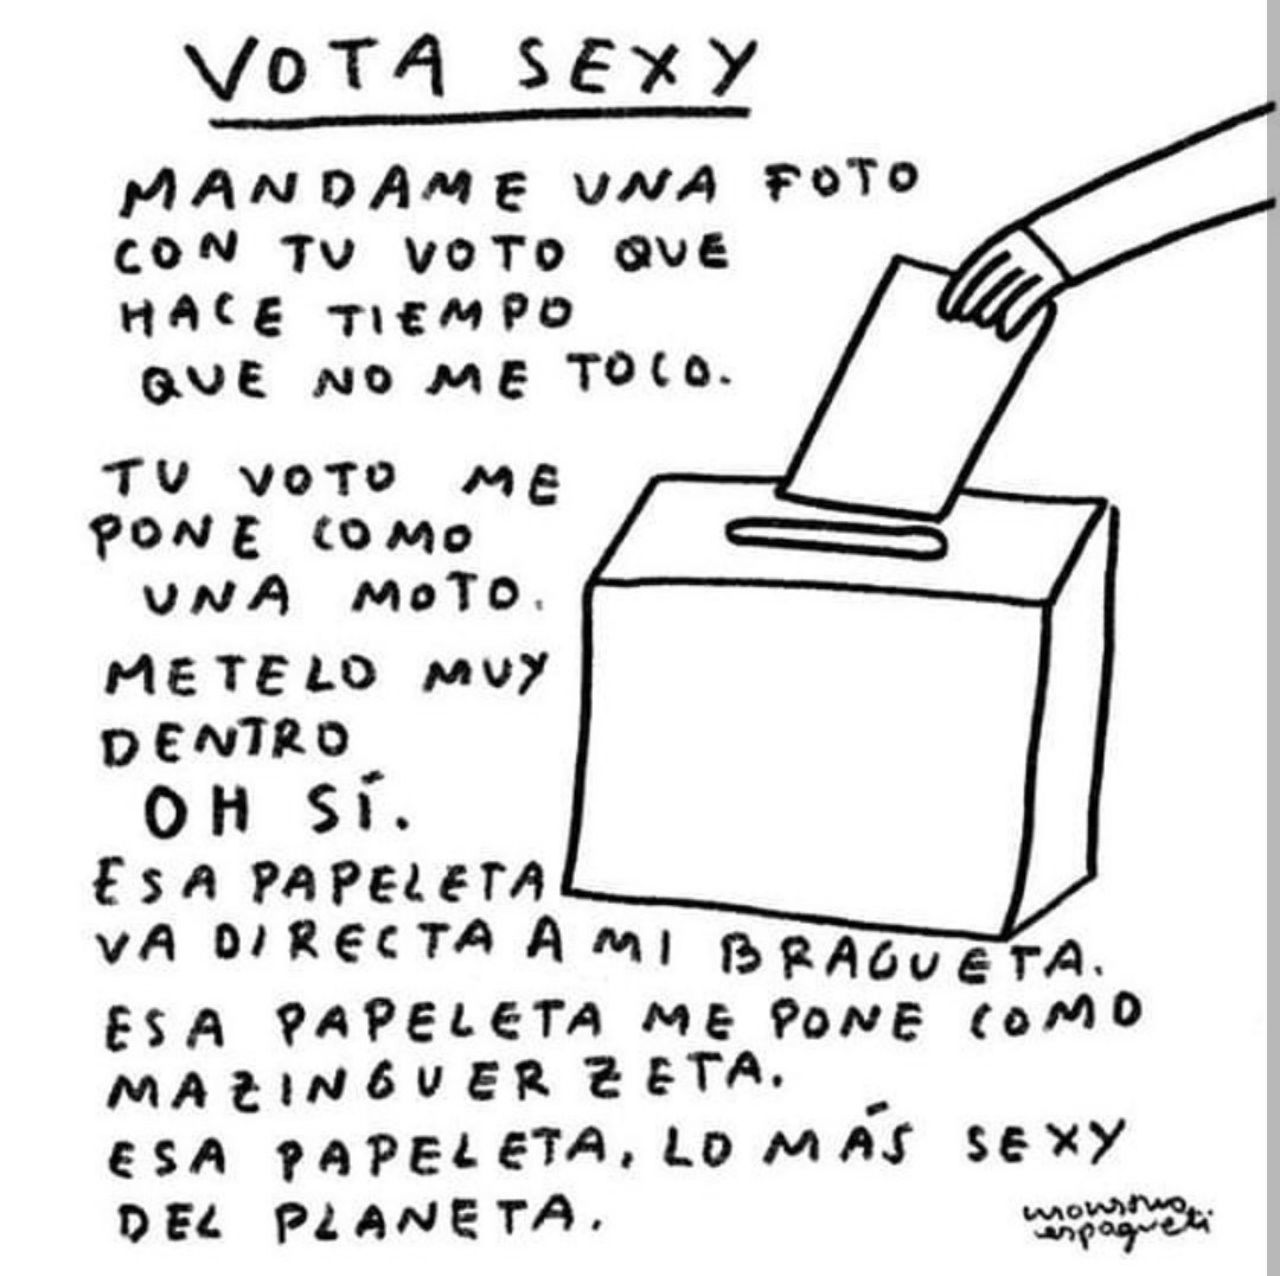 VOTA SEXY
MANDAME UNA FOTO
CON TU VOTO QUE
HACE TIEMPO
QUE NO ME TOCO.
TU VOTO ME
PONE COMO
UNA MOTO.
METELO MUY
DENTRO
OH SÍ.
ESA PAPELETA
VA DIRECTA A MI BRAGUETA.
ESA PAPELETA ME PONE COMO
MAZINGUER ZETA.
ESA PAPELETA, LO MÁS SEXY
DEL PLANETA.
monstruo
espagueti